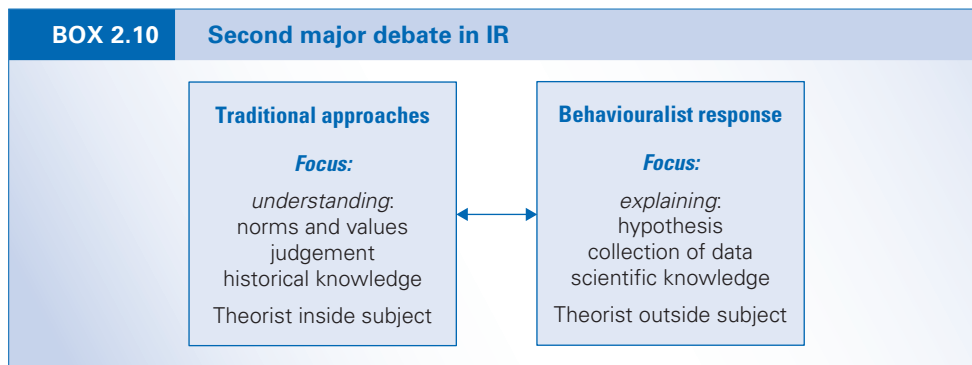 BOX 2.10 Second major debate in IR
Traditional approaches
Focus:
understanding:
norms and values
judgement
historical knowledge
Theorist inside subject
Behaviouralist response
Focus:
explaining:
hypothesis
collection of data
scientific knowledge
Theorist outside subject